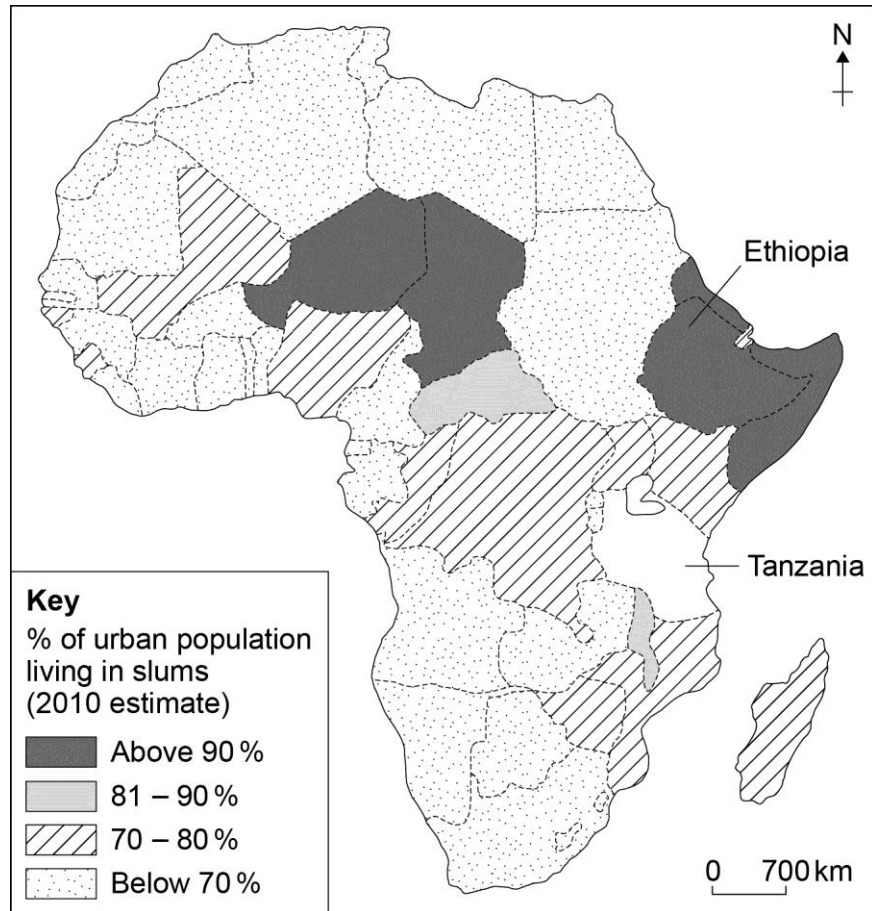 N
Ethiopia
Tanzania
Key
% of urban population
living in slums
(2010 estimate)
Above 90 %
81 – 90 %
70 – 80 %
Below 70 %
0 700 km